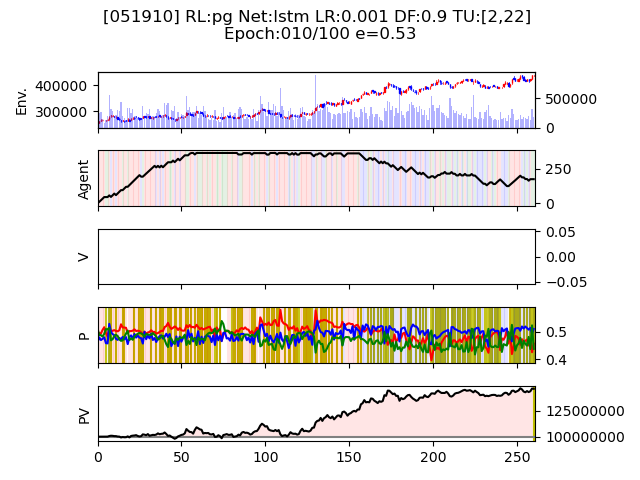 [051910] RL:pg Net:lstm LR:0.001 DF:0.9 TU:[2,22]
Epoch:010/100 e=0.53
Env.
400000
300000
500000
0
Agent
250
0
V
0.05
0.00
−0.05
P
0.5
0.4
PV
125000000
100000000
0 50 100 150 200 250